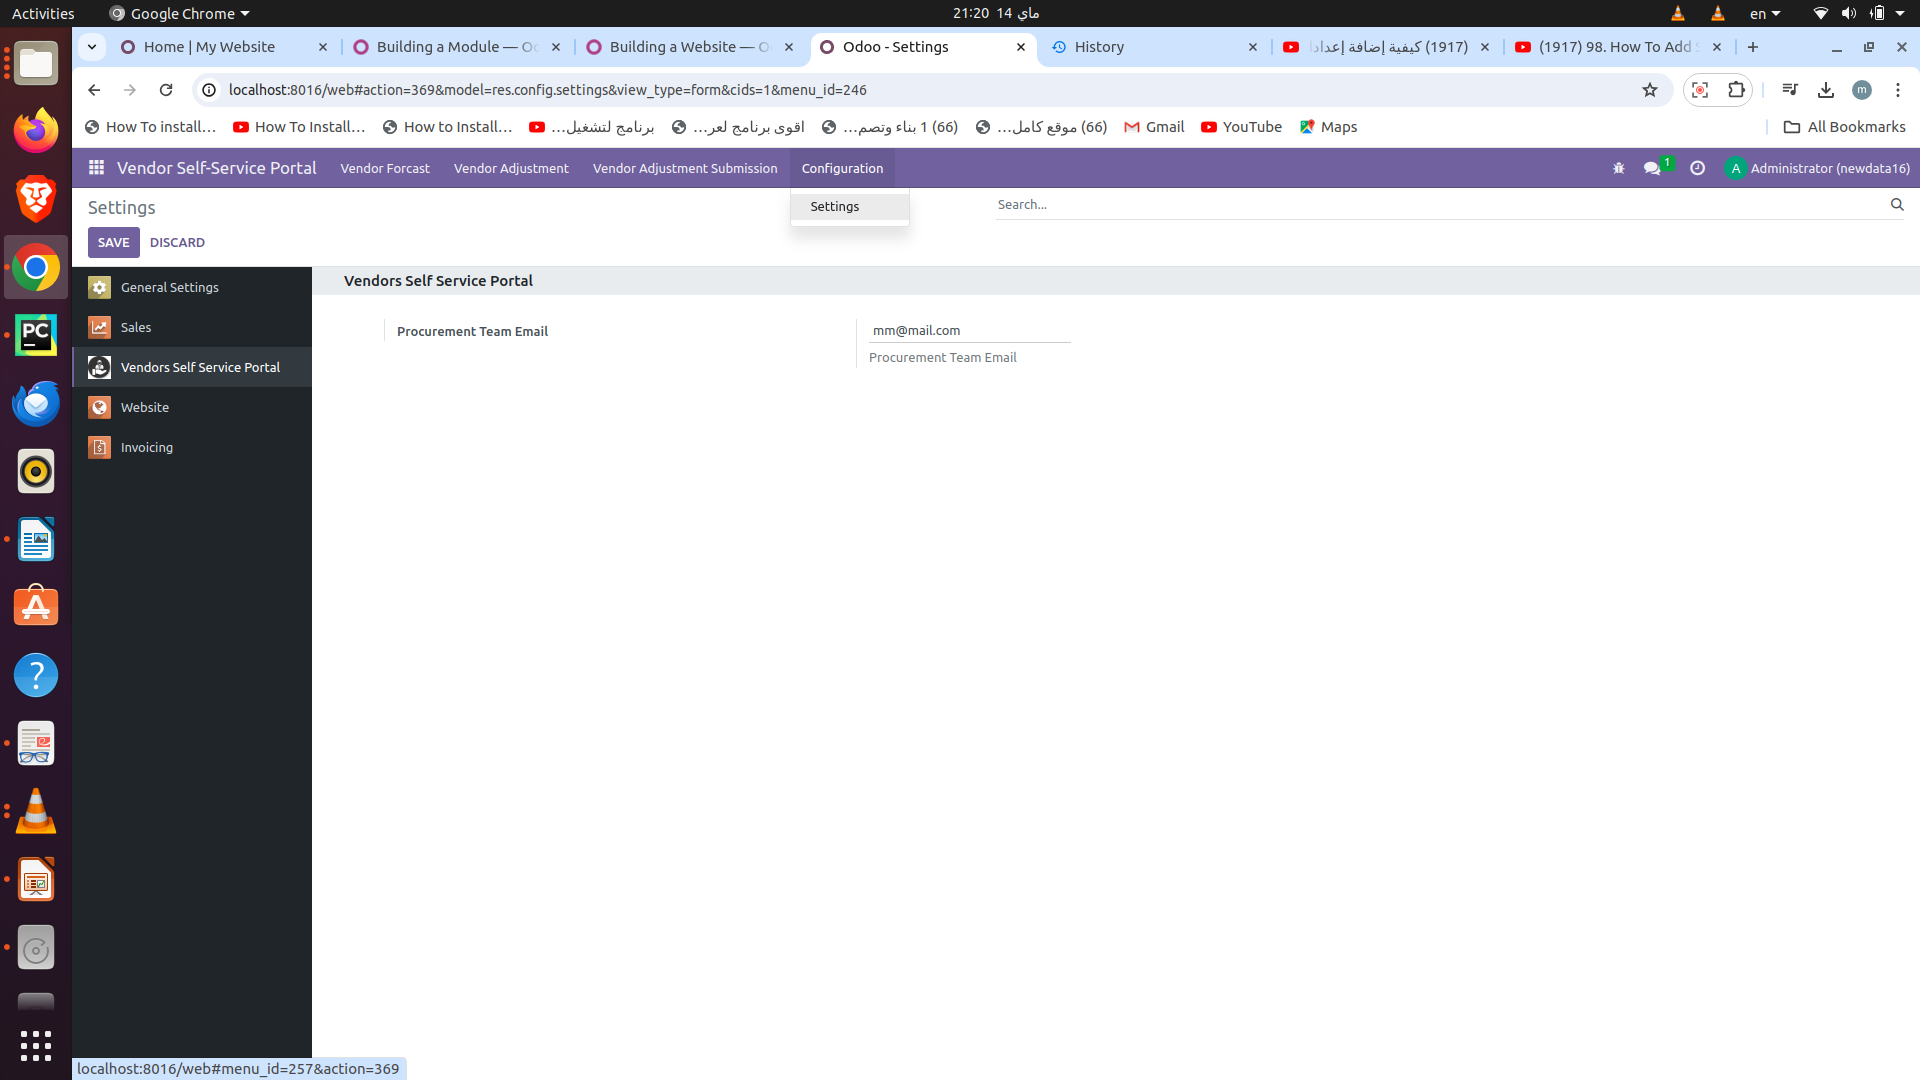 Activities
Google Chrome
21:20 14 ماي
en
Home | My Website
Building a Module — Oc
Building a Website — O
Odoo - Settings
History
(1917) كيفية إضافة إعدادا
(1917) 98. How To Add S
localhost:8016/web#action=369&model=res.config.settings&view_type=form&cids=1&menu_id=246
m
How To install...
How To Install...
How to Install...
برنامج لتشغيل...
اقوى برنامج لعر...
(66) 1 بناء وتصم...
(66) موقع كامل...
Gmail
YouTube
Maps
All Bookmarks
Vendor Self-Service Portal
Vendor Forcast
Vendor Adjustment
Vendor Adjustment Submission
Configuration
1
A
Administrator (newdata16)
Settings
Settings
Search...
SAVE
DISCARD
General Settings
Sales
Vendors Self Service Portal
Website
Invoicing
Vendors Self Service Portal
Procurement Team Email
mm@mail.com
Procurement Team Email
PC
localhost:8016/web#menu_id=257&action=369